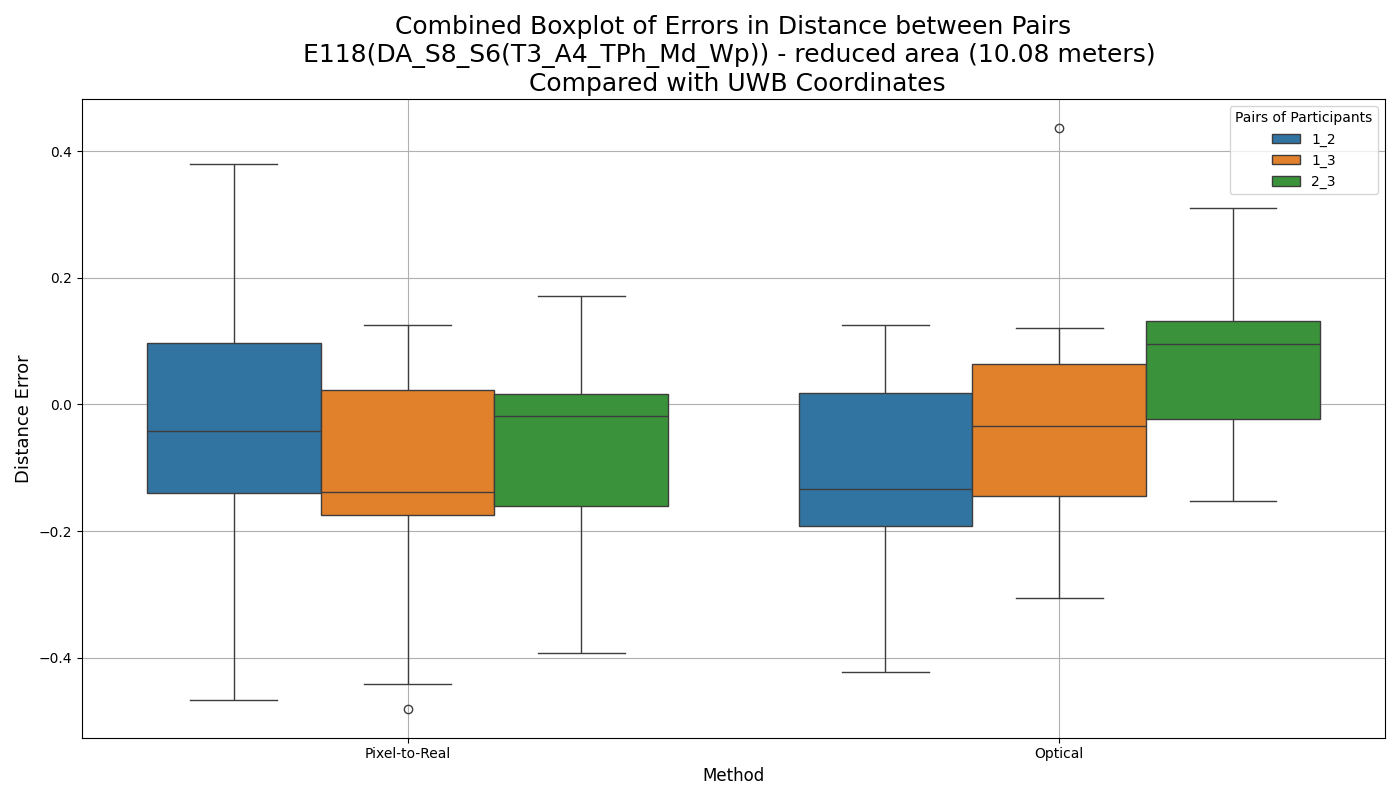 Combined Boxplot of Errors in Distance between Pairs
E118(DA_S8_S6(T3_A4_TPh_Md_Wp)) - reduced area (10.08 meters)
Compared with UWB Coordinates
Pairs of Participants
1_2
1_3
2_3
Distance Error
0.4
0.2
0.0
−0.2
−0.4
Pixel-to-Real
Optical
Method